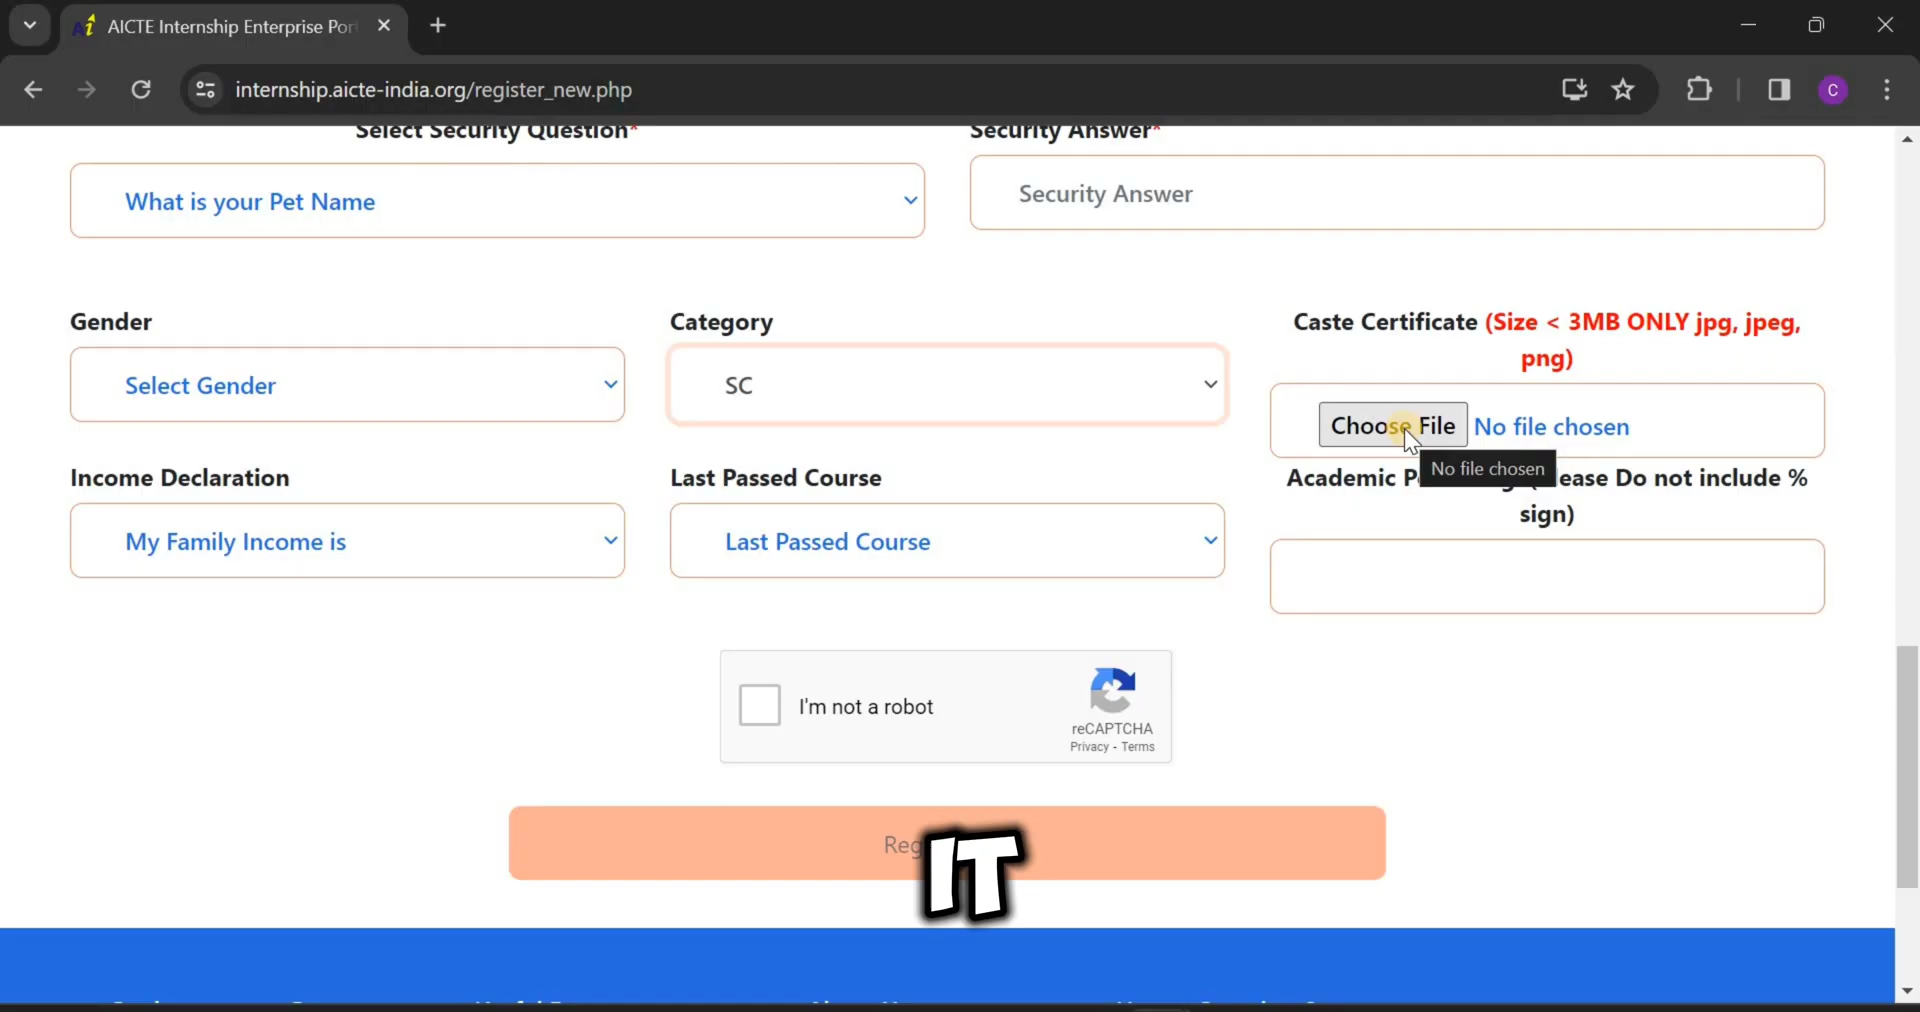 AICTE Internship Enterprise Por
internship.aicte-india.org/register_new.php
C
Select Security Question*
Security Answer*
What is your Pet Name
Security Answer
Gender
Category
Caste Certificate (Size < 3MB ONLY jpg, jpeg,
png)
Select Gender
SC
Choose File No file chosen
No file chosen
Income Declaration
Last Passed Course
Academic P ease Do not include %
sign)
My Family Income is
Last Passed Course
I'm not a robot
reCAPTCHA
Privacy - Terms
Reg
IT